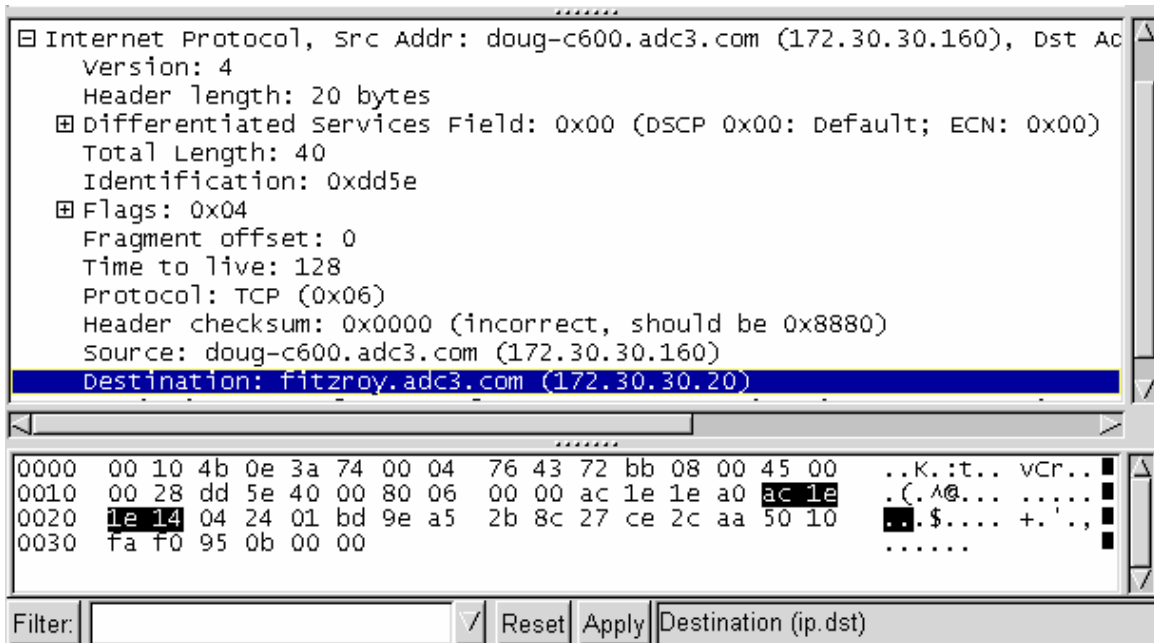 Internet Protocol, Src Addr: doug-c600.adc3.com (172.30.30.160), Dst Ad
Version: 4
Header length: 20 bytes
Differentiated Services Field: 0x00 (DSCP 0x00: Default; ECN: 0x00)
Total Length: 40
Identification: 0xdd5e
Flags: 0x04
Fragment offset: 0
Time to live: 128
Protocol: TCP (0x06)
Header checksum: 0x0000 (incorrect, should be 0x8880)
Source: doug-c600.adc3.com (172.30.30.160)
Destination: fitzroy.adc3.com (172.30.30.20)
0000 00 10 4b 0e 3a 74 00 04 76 43 72 bb 08 00 45 00 ..K.:t.. vCr..
0010 00 28 dd 5e 40 00 80 06 00 00 ac 1e 1e a0 ac 1e .(.^@... .....
0020 1e 14 04 24 01 bd 9e a5 2b 8c 27 ce 2c aa 50 10 ...$.... +.'.,
0030 fa f0 95 0b 00 00 ......
Filter: Reset Apply Destination (ip.dst)